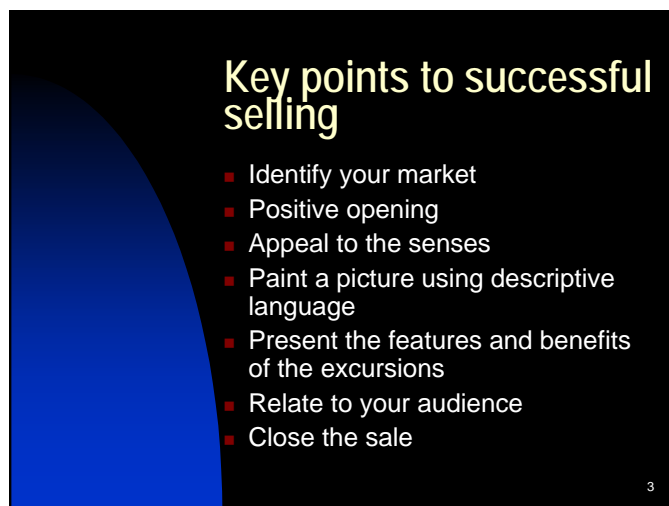 Key points to successful
selling
Identify your market
Positive opening
Appeal to the senses
Paint a picture using descriptive
language
Present the features and benefits
of the excursions
Relate to your audience
Close the sale
3